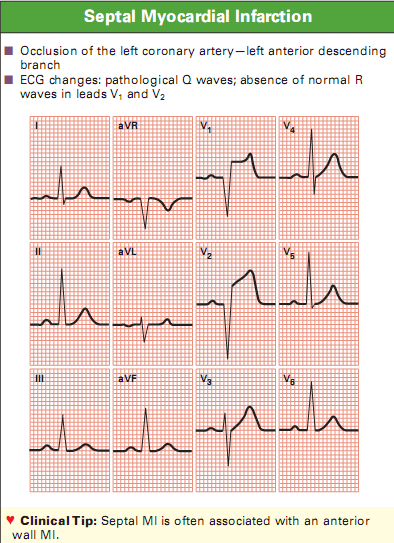 Septal Myocardial Infarction
■ Occlusion of the left coronary artery—left anterior descending
branch
■ ECG changes: pathological Q waves; absence of normal R
waves in leads V₁ and V₂
I aVR V₁ V₄
II aVL V₂ V₅
III aVF V₃ V₆
♥ Clinical Tip: Septal MI is often associated with an anterior
wall MI.